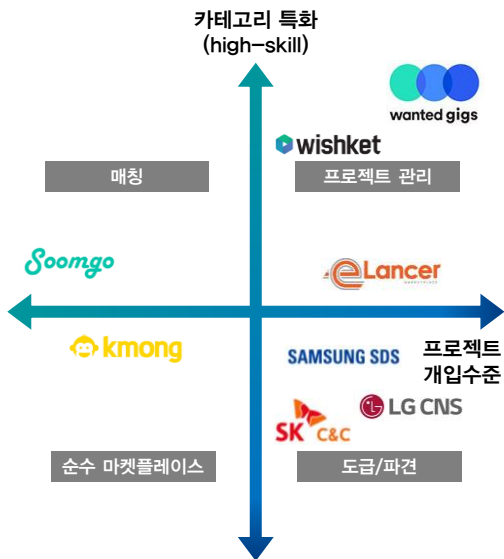 카테고리 특화
(high-skill)
wanted gigs
wishket
매칭
프로젝트 관리
Soomgo
eLancer
kmong
SAMSUNG SDS
프로젝트
개입수준
LG CNS
SK C&C
순수 마켓플레이스
도급/파견